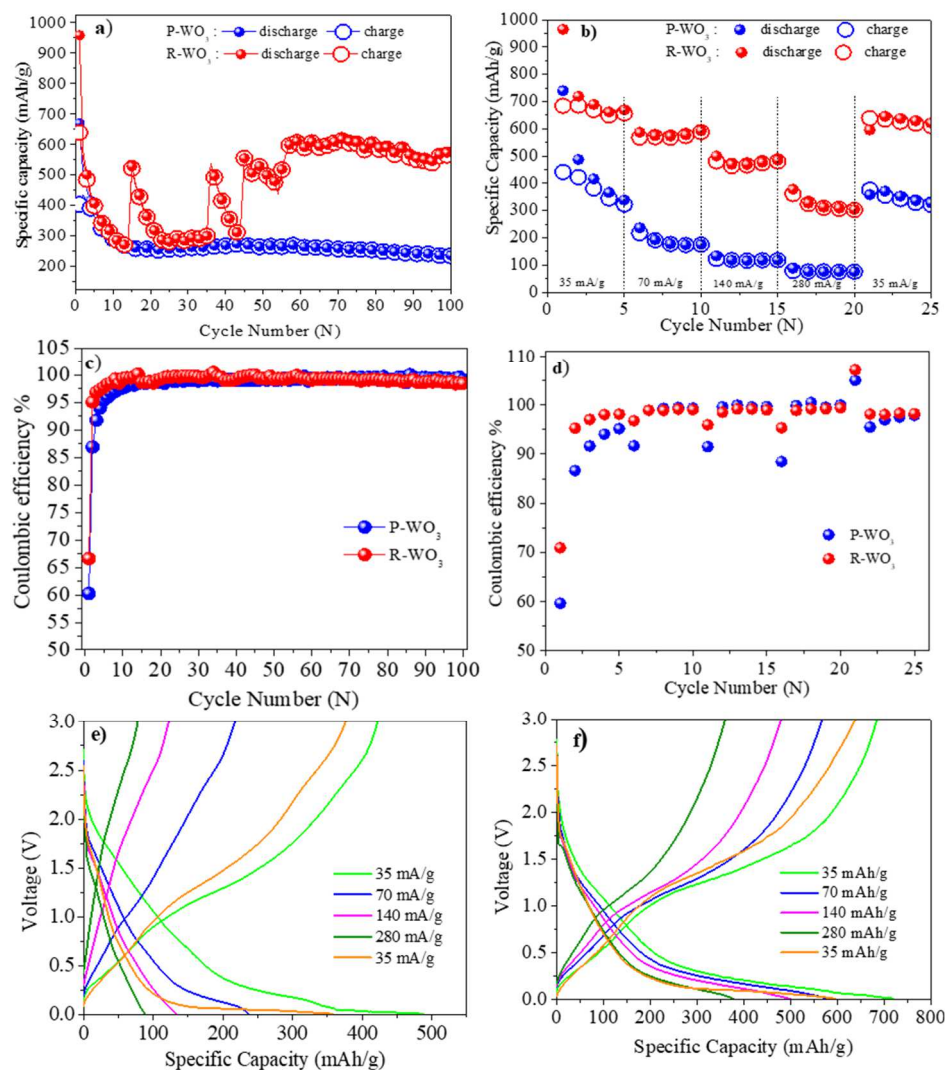 a)
P-WO3 : discharge charge
R-WO3 : discharge charge
1000
900
800
700
600
500
400
300
200
Specific capacity (mAh/g)
0 10 20 30 40 50 60 70 80 90 100
Cycle Number (N)
b)
P-WO3 : discharge charge
R-WO3 : discharge charge
1000
900
800
700
600
500
400
300
200
100
0
Specific Capacity (mAh/g)
35 mA/g 70 mA/g 140 mA/g 280 mA/g 35 mA/g
0 5 10 15 20 25
Cycle Number (N)
c)
105
100
95
90
85
80
75
70
65
60
55
50
Coulombic efficiency %
P-WO3
R-WO3
0 10 20 30 40 50 60 70 80 90 100
Cycle Number (N)
d)
110
100
90
80
70
60
50
Coulombic efficiency %
P-WO3
R-WO3
0 5 10 15 20 25
Cycle Number (N)
e)
3.0
2.5
2.0
1.5
1.0
0.5
0.0
Voltage (V)
35 mA/g
70 mA/g
140 mA/g
280 mA/g
35 mA/g
0 100 200 300 400 500
Specific Capacity (mAh/g)
f)
3.0
2.5
2.0
1.5
1.0
0.5
0.0
Voltage (V)
35 mAh/g
70 mAh/g
140 mAh/g
280 mAh/g
35 mAh/g
0 100 200 300 400 500 600 700 800
Specific Capacity (mAh/g)